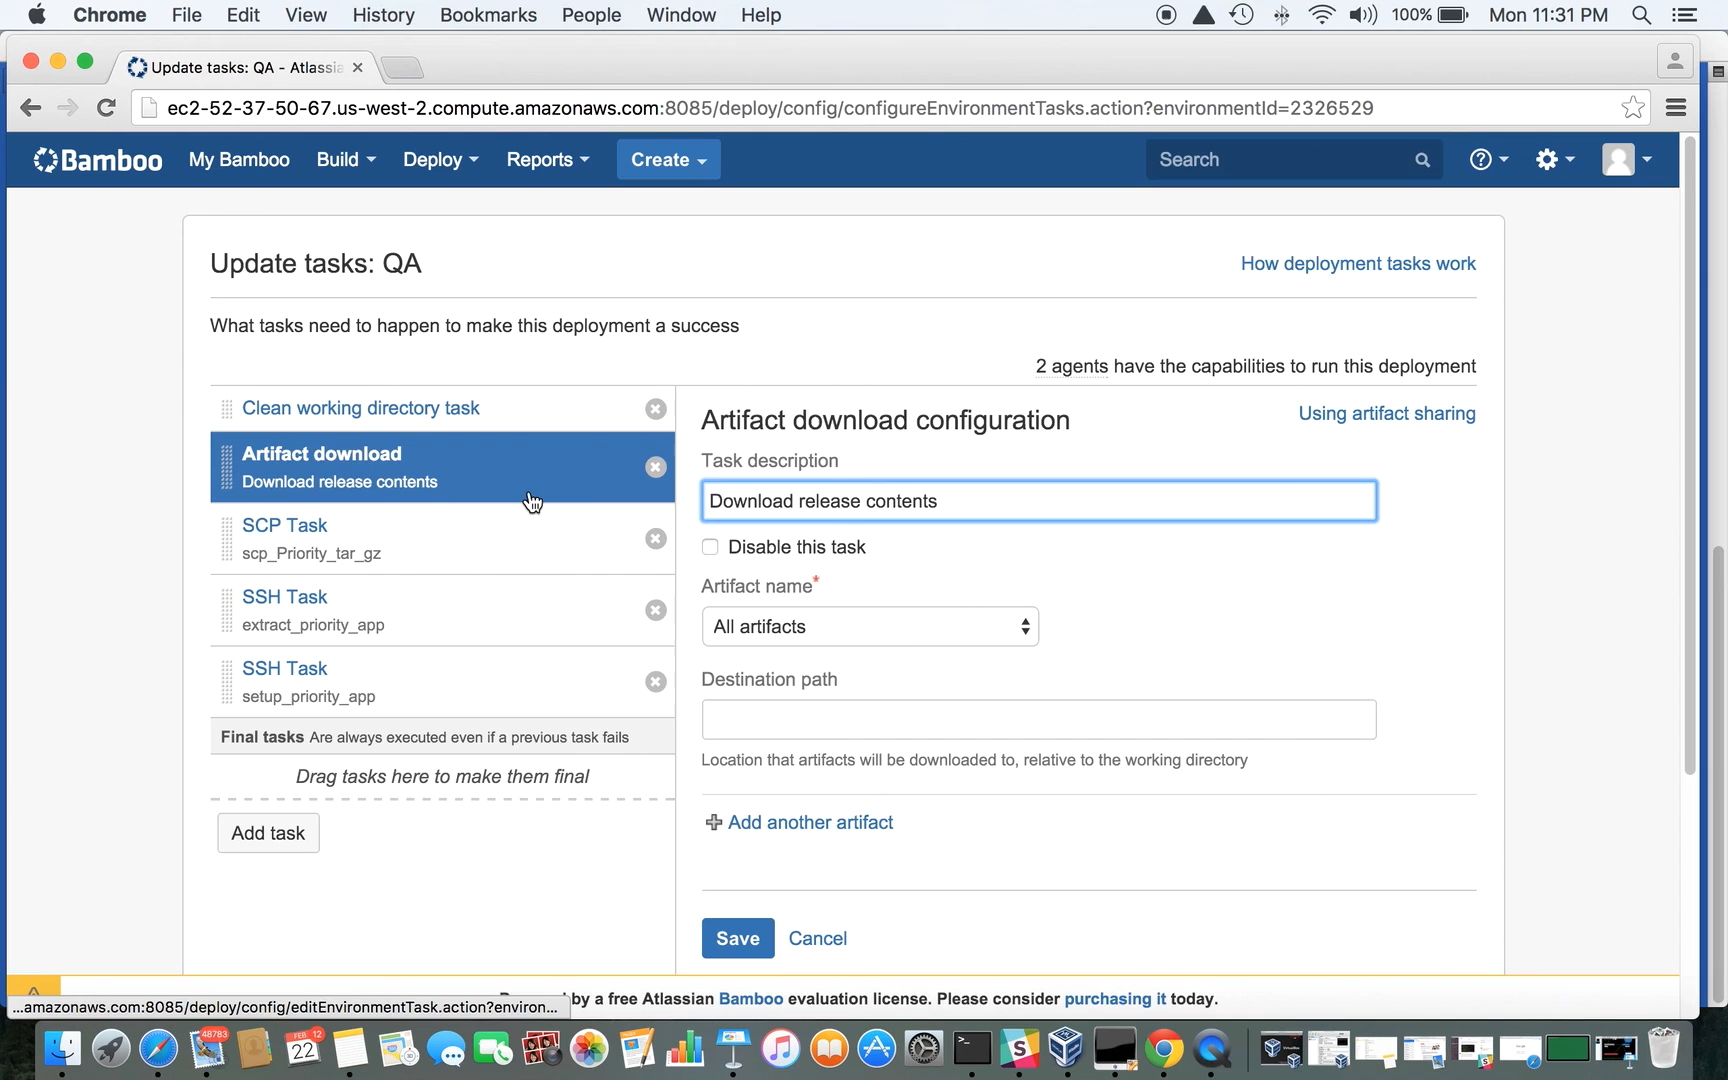 Chrome File Edit View History Bookmarks People Window Help 100% Mon 11:31 PM
Update tasks: QA - Atlassia
ec2-52-37-50-67.us-west-2.compute.amazonaws.com:8085/deploy/config/configureEnvironmentTasks.action?environmentId=2326529
Bamboo My Bamboo Build Deploy Reports Create Search
Update tasks: QA
How deployment tasks work
What tasks need to happen to make this deployment a success
2 agents have the capabilities to run this deployment
Clean working directory task
Artifact download
Download release contents
SCP Task
scp_Priority_tar_gz
SSH Task
extract_priority_app
SSH Task
setup_priority_app
Final tasks Are always executed even if a previous task fails
Drag tasks here to make them final
Add task
Artifact download configuration
Using artifact sharing
Task description
Download release contents
Disable this task
Artifact name*
All artifacts
Destination path
Location that artifacts will be downloaded to, relative to the working directory
Add another artifact
Save Cancel
by a free Atlassian Bamboo evaluation license. Please consider purchasing it today.
...amazonaws.com:8085/deploy/config/editEnvironmentTask.action?environ...
48783
FEB 12
22